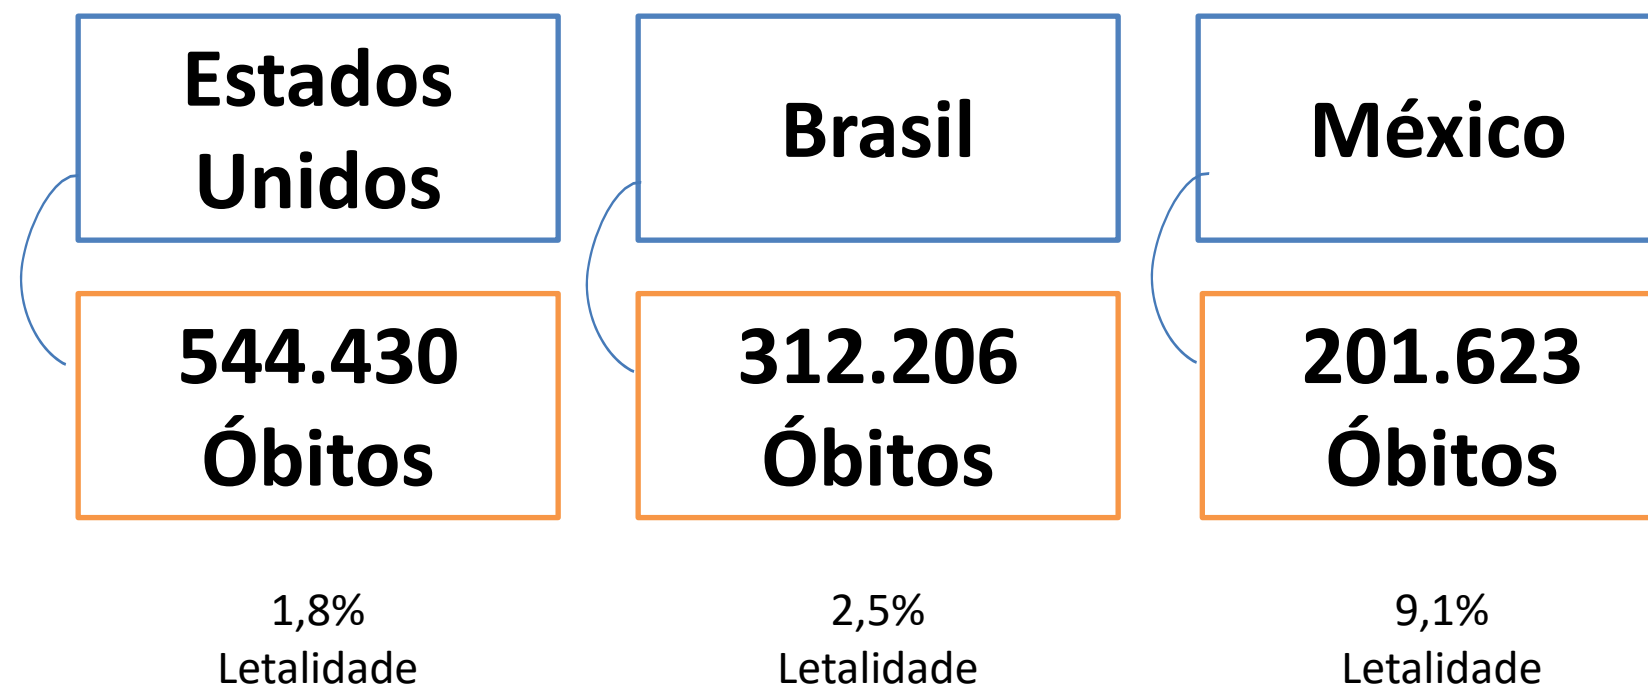 Estados
Unidos
Brasil
México
544.430
Óbitos
312.206
Óbitos
201.623
Óbitos
1,8%
Letalidade
2,5%
Letalidade
9,1%
Letalidade